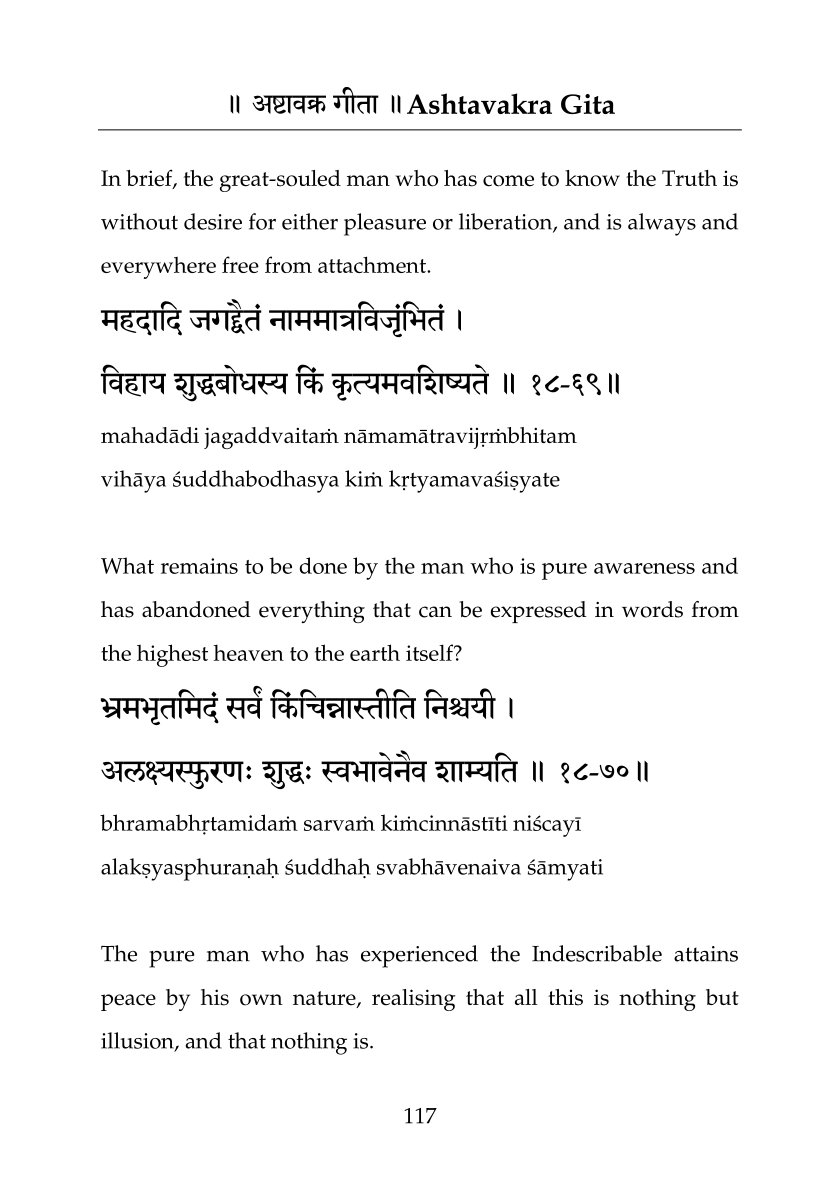 ॥ अष्टावक्र गीता ॥ Ashtavakra Gita
In brief, the great-souled man who has come to know the Truth is
without desire for either pleasure or liberation, and is always and
everywhere free from attachment.
महदादि जगद्द्वैतं नाममात्रविजृंभितं ।
विहाय शुद्धबोधस्य किं कृत्यमवशिष्यते ॥ १८-६९॥
mahadādi jagaddvaitaṁ nāmamātravijṛṁbhitam
vihāya śuddhabodhasya kiṁ kṛtyamavaśiṣyate
What remains to be done by the man who is pure awareness and
has abandoned everything that can be expressed in words from
the highest heaven to the earth itself?
भ्रमभृतमिदं सर्वं किंचिन्नास्तीति निश्चयी ।
अलक्ष्यस्फुरणः शुद्धः स्वभावेनैव शाम्यति ॥ १८-७०॥
bhramabhṛtamidaṁ sarvaṁ kiṁcinnāstīti niścayī
alakṣyasphuraṇaḥ śuddhaḥ svabhāvenaiva śāmyati
The pure man who has experienced the Indescribable attains
peace by his own nature, realising that all this is nothing but
illusion, and that nothing is.
117